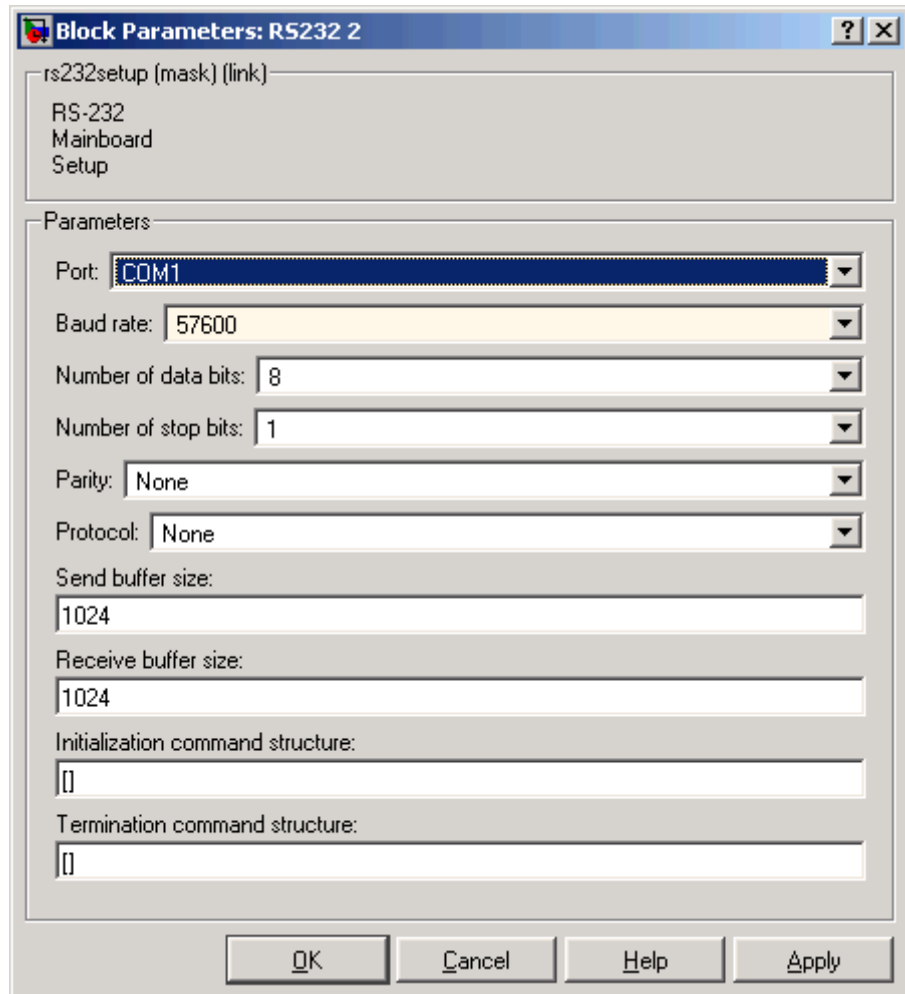 Block Parameters: RS232 2
rs232setup (mask) (link)
RS-232
Mainboard
Setup
Parameters
Port: COM1
Baud rate: 57600
Number of data bits: 8
Number of stop bits: 1
Parity: None
Protocol: None
Send buffer size:
1024
Receive buffer size:
1024
Initialization command structure:
[]
Termination command structure:
[]
OK Cancel Help Apply